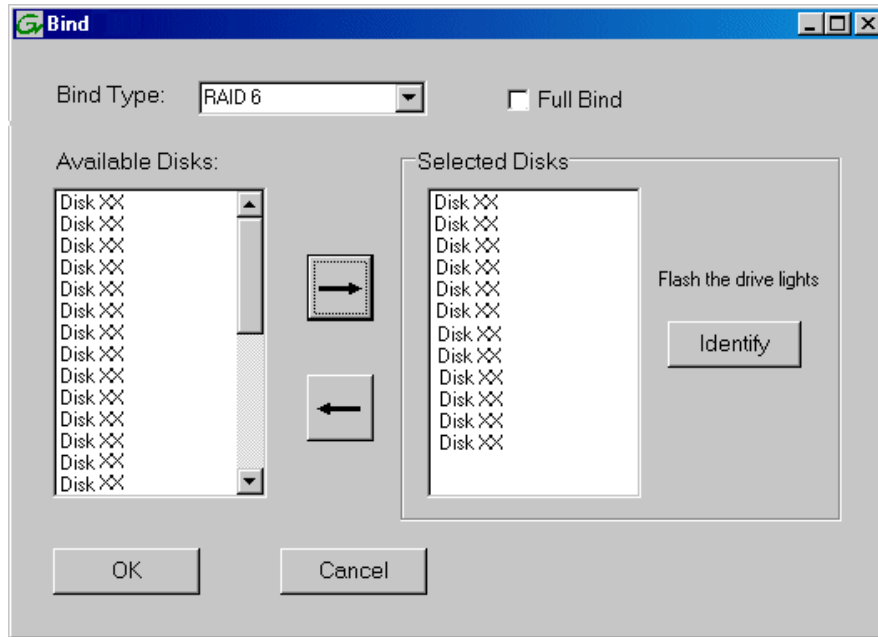 Bind
Bind Type:
RAID 6
Full Bind
Available Disks:
Disk XX
Disk XX
Disk XX
Disk XX
Disk XX
Disk XX
Disk XX
Disk XX
Disk XX
Disk XX
Disk XX
Disk XX
Disk XX
Disk XX
Selected Disks
Disk XX
Disk XX
Disk XX
Disk XX
Disk XX
Disk XX
Disk XX
Disk XX
Disk XX
Disk XX
Disk XX
Disk XX
Flash the drive lights
Identify
OK
Cancel